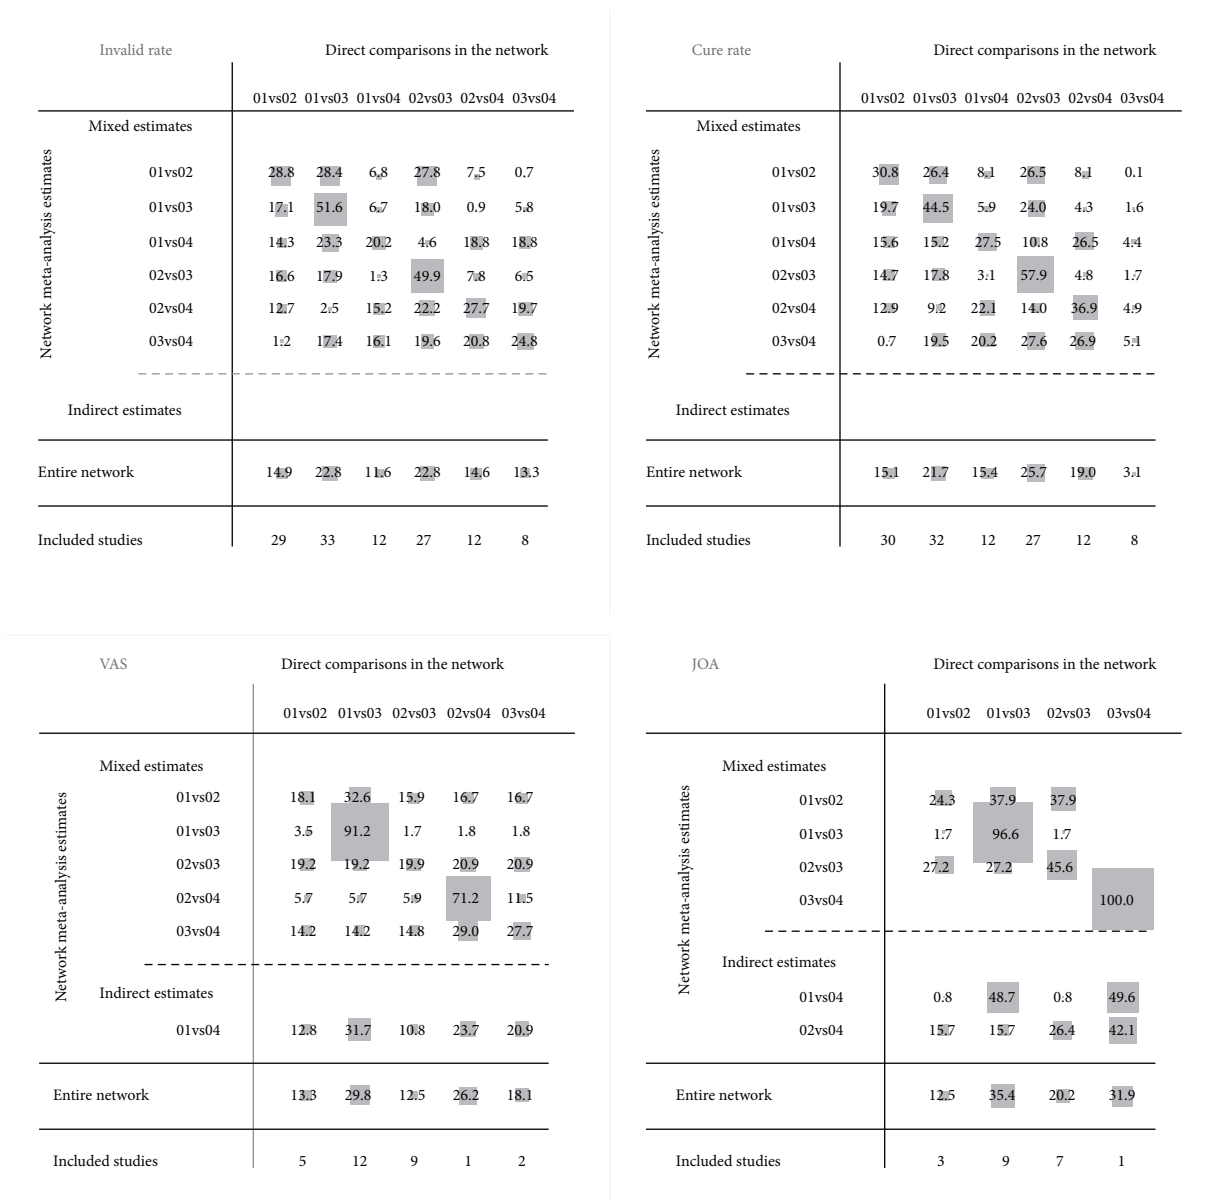 Invalid rate Direct comparisons in the network
01vs02 01vs03 01vs04 02vs03 02vs04 03vs04
Network meta-analysis estimates
Mixed estimates
01vs02 28.8 28.4 6.8 27.8 7.5 0.7
01vs03 17.1 51.6 6.7 18.0 0.9 5.8
01vs04 14.3 23.3 20.2 4.6 18.8 18.8
02vs03 16.6 17.9 1.3 49.9 7.8 6.5
02vs04 12.7 2.5 15.2 22.2 27.7 19.7
03vs04 1.2 17.4 16.1 19.6 20.8 24.8
Indirect estimates
Entire network 14.9 22.8 11.6 22.8 14.6 13.3
Included studies 29 33 12 27 12 8
Cure rate Direct comparisons in the network
01vs02 01vs03 01vs04 02vs03 02vs04 03vs04
Network meta-analysis estimates
Mixed estimates
01vs02 30.8 26.4 8.1 26.5 8.1 0.1
01vs03 19.7 44.5 5.9 24.0 4.3 1.6
01vs04 15.6 15.2 27.5 10.8 26.5 4.4
02vs03 14.7 17.8 3.1 57.9 4.8 1.7
02vs04 12.9 9.2 22.1 14.0 36.9 4.9
03vs04 0.7 19.5 20.2 27.6 26.9 5.1
Indirect estimates
Entire network 15.1 21.7 15.4 25.7 19.0 3.1
Included studies 30 32 12 27 12 8
VAS Direct comparisons in the network
01vs02 01vs03 02vs03 02vs04 03vs04
Network meta-analysis estimates
Mixed estimates
01vs02 18.1 32.6 15.9 16.7 16.7
01vs03 3.5 91.2 1.7 1.8 1.8
02vs03 19.2 19.2 19.9 20.9 20.9
02vs04 5.7 5.7 5.9 71.2 11.5
03vs04 14.2 14.2 14.8 29.0 27.7
Indirect estimates
01vs04 12.8 31.7 10.8 23.7 20.9
Entire network 13.3 29.8 12.5 26.2 18.1
Included studies 5 12 9 1 2
JOA Direct comparisons in the network
01vs02 01vs03 02vs03 03vs04
Network meta-analysis estimates
Mixed estimates
01vs02 24.3 37.9 37.9
01vs03 1.7 96.6 1.7
02vs03 27.2 27.2 45.6
03vs04 100.0
Indirect estimates
01vs04 0.8 48.7 0.8 49.6
02vs04 15.7 15.7 26.4 42.1
Entire network 12.5 35.4 20.2 31.9
Included studies 3 9 7 1